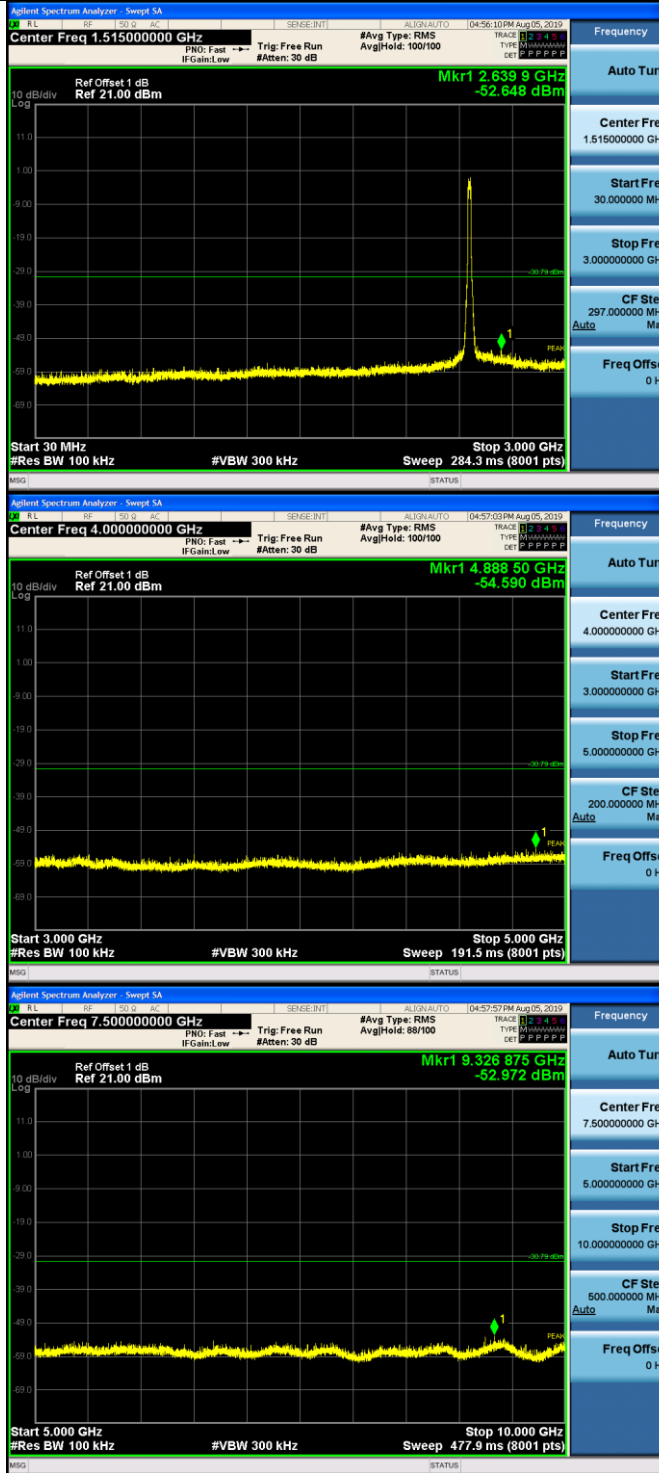 Agilent Spectrum Analyzer - Swept SA
RL RF 50 Ω AC SENSE:INT ALIGNAUTO 04:56:10 PM Aug 05, 2019
Center Freq 1.515000000 GHz
PNO: Fast Trig: Free Run #Avg Type: RMS TRACE 1 2 3 4 5 6
IFGain:Low #Atten: 30 dB Avg|Hold: 100/100 TYPE M
DET P P P P P P
Frequency
Mkr1 2.639 9 GHz
-52.648 dBm
Ref Offset 1 dB
10 dB/div Ref 21.00 dBm
Log
11.0
1.00
-9.00
-19.0
-29.0
-30.79 dBm
-39.0
-49.0
1
PEAK
-59.0
-69.0
Start 30 MHz Stop 3.000 GHz
#Res BW 100 kHz #VBW 300 kHz Sweep 284.3 ms (8001 pts)
MSG STATUS
Auto Tun
Center Fre
1.515000000 GH
Start Fre
30.000000 MH
Stop Fre
3.000000000 GH
CF Ste
297.000000 MH
Auto Ma
Freq Offse
0 H
Agilent Spectrum Analyzer - Swept SA
RL RF 50 Ω AC SENSE:INT ALIGNAUTO 04:57:03 PM Aug 05, 2019
Center Freq 4.000000000 GHz
PNO: Fast Trig: Free Run #Avg Type: RMS TRACE 1 2 3 4 5 6
IFGain:Low #Atten: 30 dB Avg|Hold: 100/100 TYPE M
DET P P P P P P
Frequency
Mkr1 4.888 50 GHz
-54.590 dBm
Ref Offset 1 dB
10 dB/div Ref 21.00 dBm
Log
11.0
1.00
-9.00
-19.0
-29.0
-30.79 dBm
-39.0
-49.0
1
PEAK
-59.0
-69.0
Start 3.000 GHz Stop 5.000 GHz
#Res BW 100 kHz #VBW 300 kHz Sweep 191.5 ms (8001 pts)
MSG STATUS
Auto Tun
Center Fre
4.000000000 GH
Start Fre
3.000000000 GH
Stop Fre
5.000000000 GH
CF Ste
200.000000 MH
Auto Ma
Freq Offse
0 H
Agilent Spectrum Analyzer - Swept SA
RL RF 50 Ω AC SENSE:INT ALIGNAUTO 04:57:57 PM Aug 05, 2019
Center Freq 7.500000000 GHz
PNO: Fast Trig: Free Run #Avg Type: RMS TRACE 1 2 3 4 5 6
IFGain:Low #Atten: 30 dB Avg|Hold: 88/100 TYPE M
DET P P P P P P
Frequency
Mkr1 9.326 875 GHz
-52.972 dBm
Ref Offset 1 dB
10 dB/div Ref 21.00 dBm
Log
11.0
1.00
-9.00
-19.0
-29.0
-30.79 dBm
-39.0
-49.0
1
PEAK
-59.0
-69.0
Start 5.000 GHz Stop 10.000 GHz
#Res BW 100 kHz #VBW 300 kHz Sweep 477.9 ms (8001 pts)
MSG STATUS
Auto Tun
Center Fre
7.500000000 GH
Start Fre
5.000000000 GH
Stop Fre
10.000000000 GH
CF Ste
500.000000 MH
Auto Ma
Freq Offse
0 H